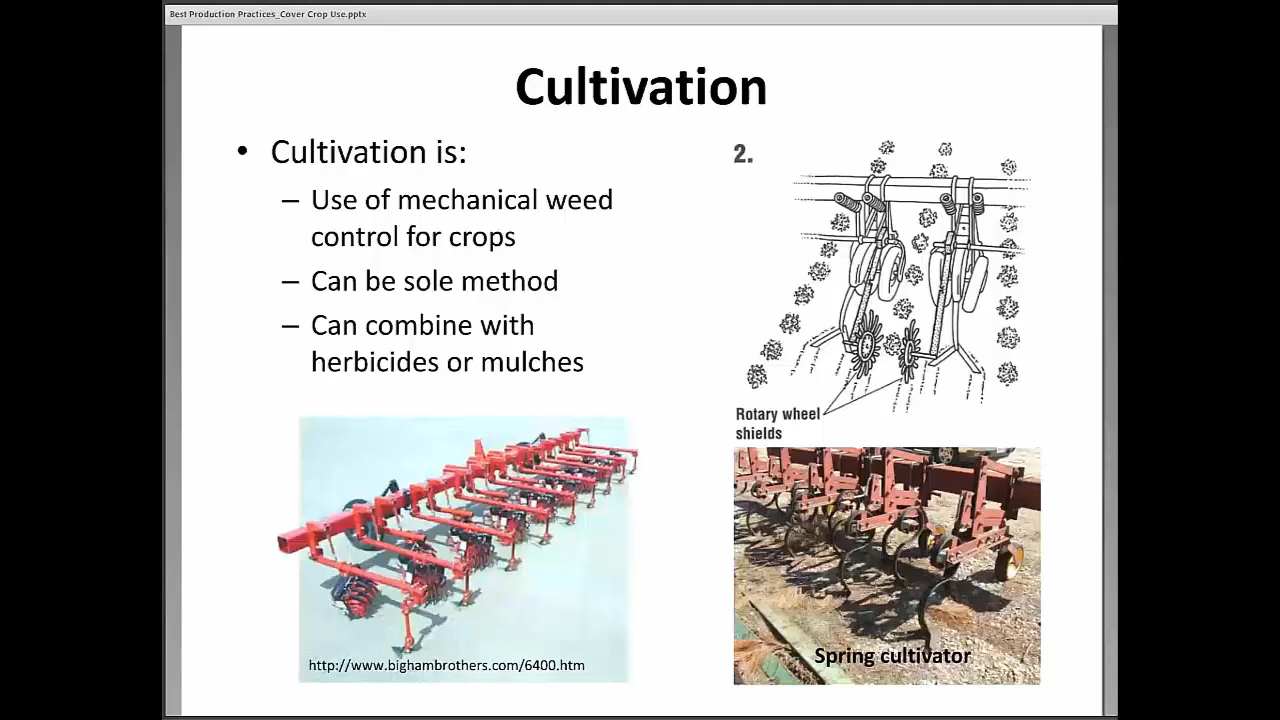 Best Production Practices_Cover Crop Use.pptx
Cultivation
• Cultivation is:
– Use of mechanical weed
control for crops
– Can be sole method
– Can combine with
herbicides or mulches
2.
Rotary wheel
shields
http://www.bighambrothers.com/6400.htm
Spring cultivator